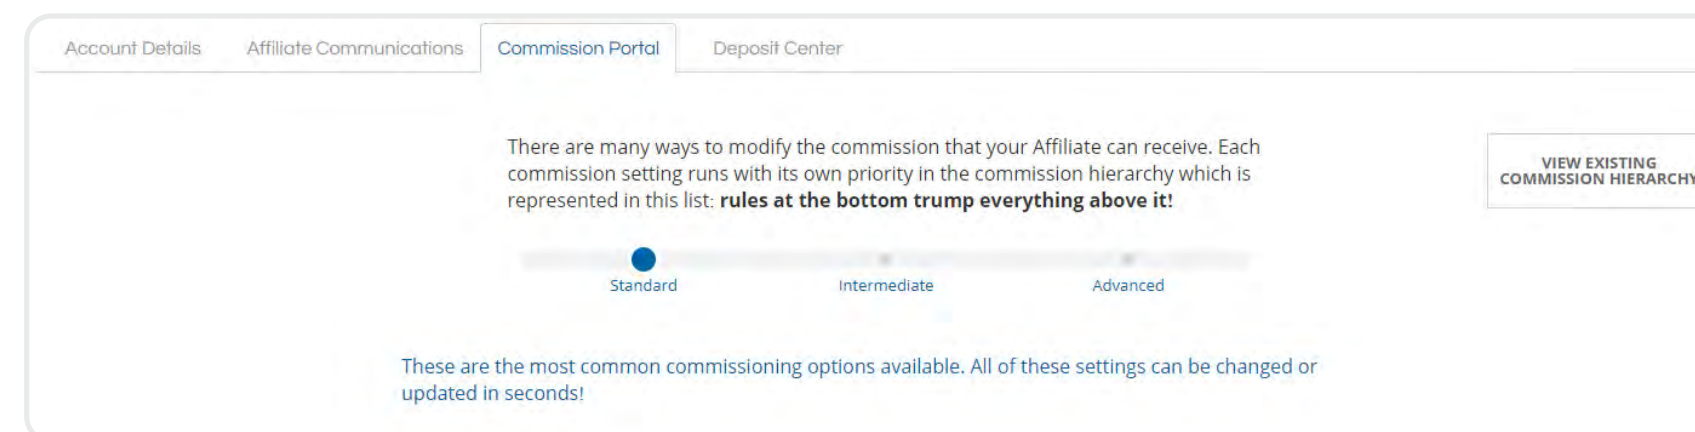 Account Details Affiliate Communications Commission Portal Deposit Center
There are many ways to modify the commission that your Affiliate can receive. Each
commission setting runs with its own priority in the commission hierarchy which is
represented in this list: rules at the bottom trump everything above it!
VIEW EXISTING
COMMISSION HIERARCHY
Standard Intermediate Advanced
These are the most common commissioning options available. All of these settings can be changed or
updated in seconds!